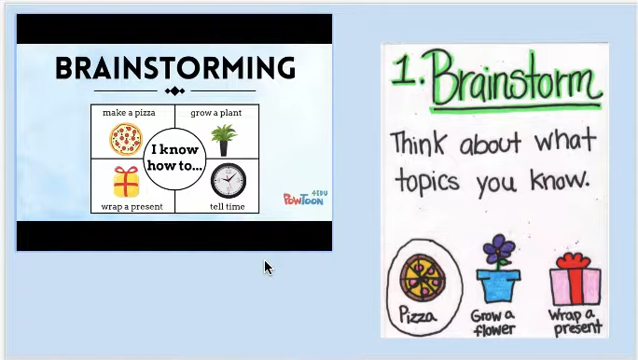 BRAINSTORMING
make a pizza
grow a plant
I know
how to...
wrap a present
tell time
4EDU
POWTOON
1. Brainstorm
Think about what
topics you know.
Pizza
Grow a
flower
Wrap a
present